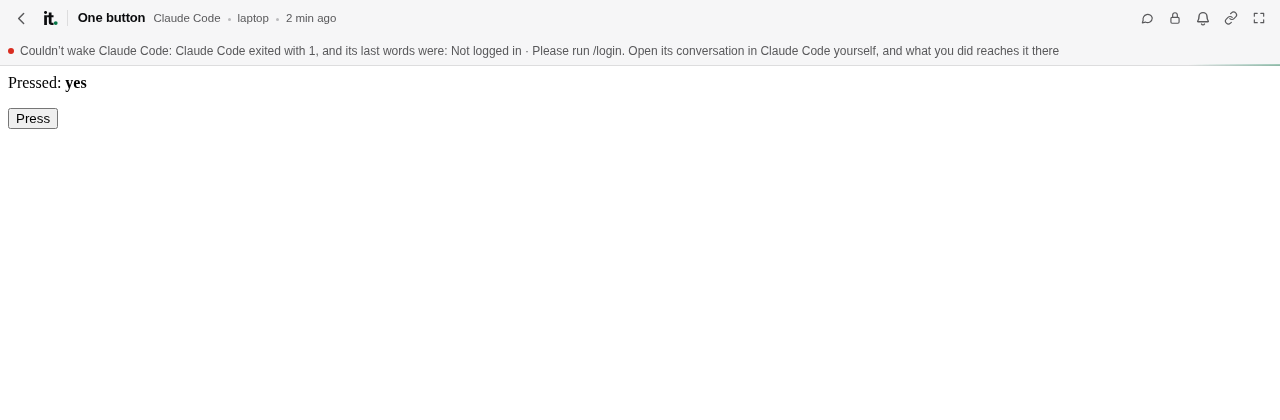 it. One button Claude Code • laptop • 2 min ago
Couldn't wake Claude Code: Claude Code exited with 1, and its last words were: Not logged in · Please run /login. Open its conversation in Claude Code yourself, and what you did reaches it there
Pressed: yes
Press